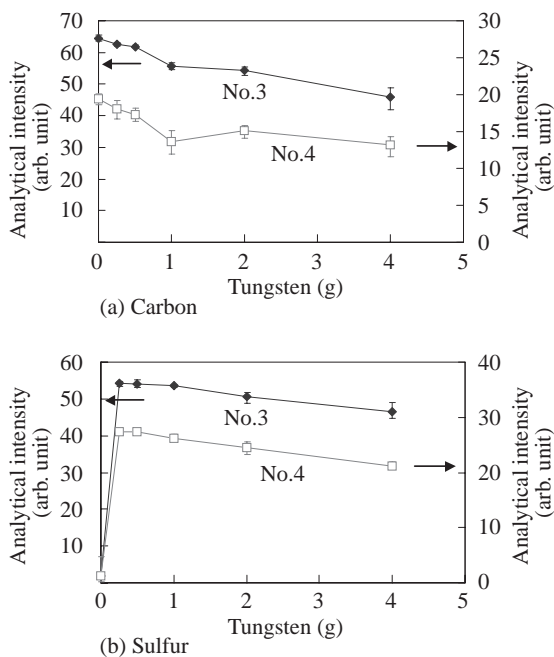 Analytical intensity
(arb. unit)
70
60
50
40
30
20
10
30
25
20
15
10
5
0
Analytical intensity
(arb. unit)
No.3
No.4
0
1
2
3
4
5
Tungsten (g)
(a) Carbon
Analytical intensity
(arb. unit)
60
50
40
30
20
10
40
30
20
10
0
Analytical intensity
(arb. unit)
No.3
No.4
0
1
2
3
4
5
Tungsten (g)
(b) Sulfur